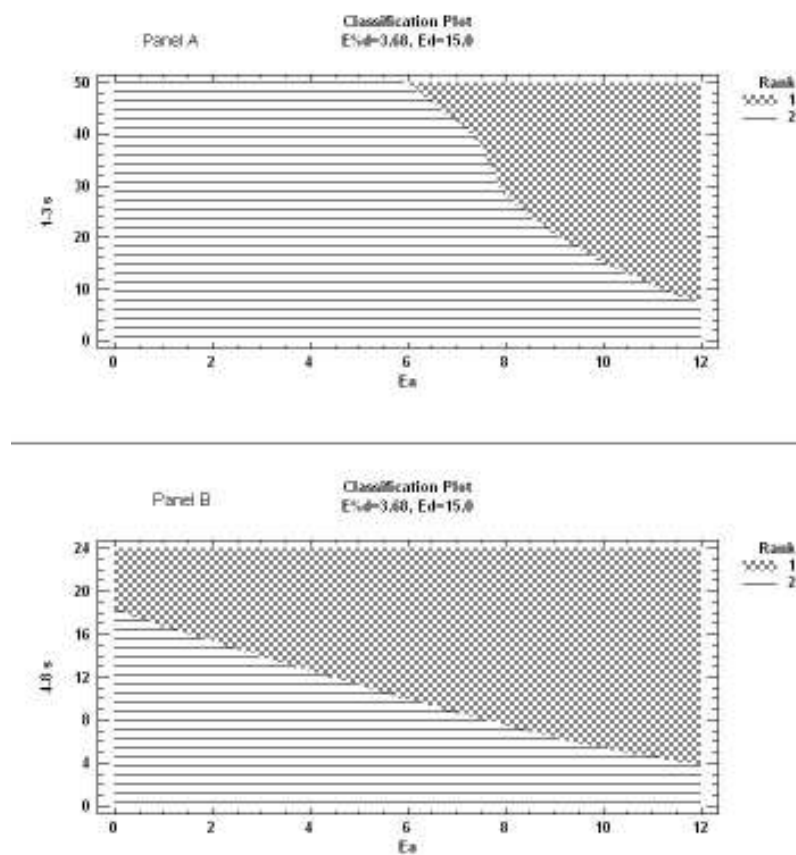 Classification Plot
Panel A
E%d=3.68, Ed=15.0
50
40
30
20
10
0
1-3 s
0 2 4 6 8 10 12
Ea
Rank
1
2
Classification Plot
Panel B
E%d=3.68, Ed=15.0
24
20
16
12
8
4
0
4-8 s
0 2 4 6 8 10 12
Ea
Rank
1
2